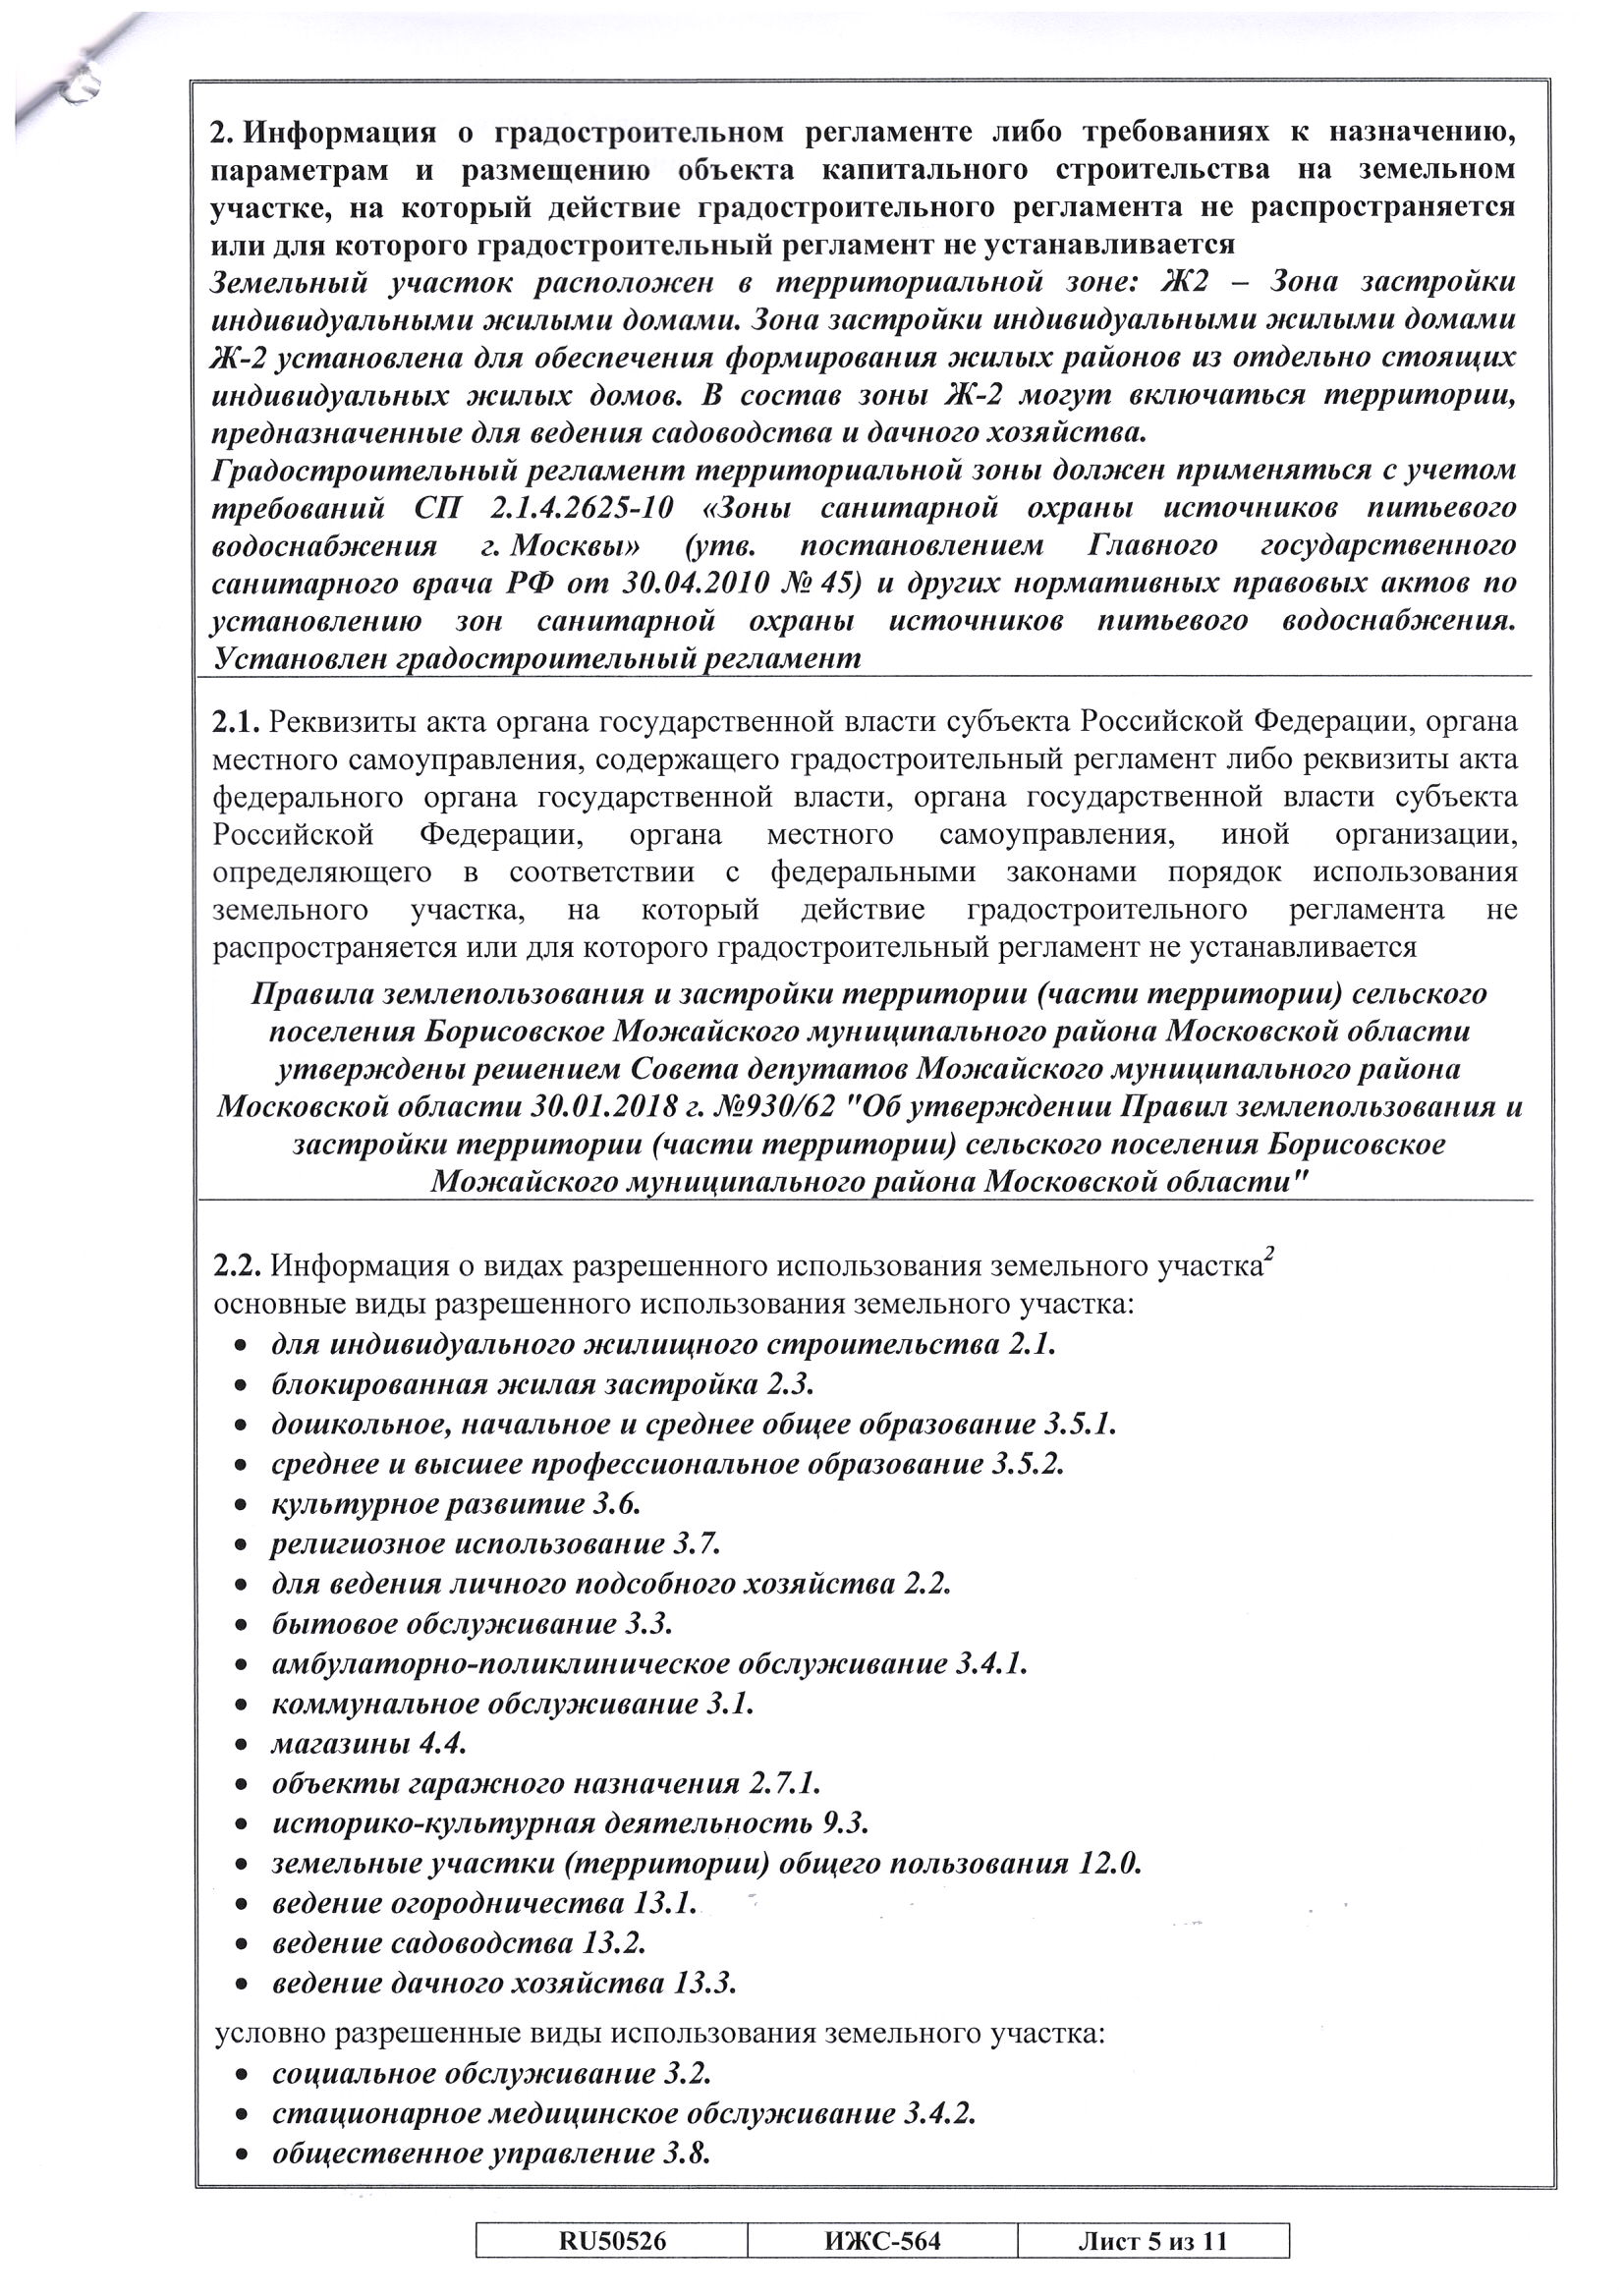 2. Информация о градостроительном регламенте либо требованиях к назначению,
параметрам и размещению объекта капитального строительства на земельном
участке, на который действие градостроительного регламента не распространяется
или для которого градостроительный регламент не устанавливается
Земельный участок расположен в территориальной зоне: Ж2 – Зона застройки
индивидуальными жилыми домами. Зона застройки индивидуальными жилыми домами
Ж-2 установлена для обеспечения формирования жилых районов из отдельно стоящих
индивидуальных жилых домов. В состав зоны Ж-2 могут включаться территории,
предназначенные для ведения садоводства и дачного хозяйства.
Градостроительный регламент территориальной зоны должен применяться с учетом
требований СП 2.1.4.2625-10 «Зоны санитарной охраны источников питьевого
водоснабжения г. Москвы» (утв. постановлением Главного государственного
санитарного врача РФ от 30.04.2010 № 45) и других нормативных правовых актов по
установлению зон санитарной охраны источников питьевого водоснабжения.
Установлен градостроительный регламент
2.1. Реквизиты акта органа государственной власти субъекта Российской Федерации, органа
местного самоуправления, содержащего градостроительный регламент либо реквизиты акта
федерального органа государственной власти, органа государственной власти субъекта
Российской Федерации, органа местного самоуправления, иной организации,
определяющего в соответствии с федеральными законами порядок использования
земельного участка, на который действие градостроительного регламента не
распространяется или для которого градостроительный регламент не устанавливается
Правила землепользования и застройки территории (части территории) сельского
поселения Борисовское Можайского муниципального района Московской области
утверждены решением Совета депутатов Можайского муниципального района
Московской области 30.01.2018 г. №930/62 "Об утверждении Правил землепользования и
застройки территории (части территории) сельского поселения Борисовское
Можайского муниципального района Московской области"
2.2. Информация о видах разрешенного использования земельного участка²
основные виды разрешенного использования земельного участка:
• для индивидуального жилищного строительства 2.1.
• блокированная жилая застройка 2.3.
• дошкольное, начальное и среднее общее образование 3.5.1.
• среднее и высшее профессиональное образование 3.5.2.
• культурное развитие 3.6.
• религиозное использование 3.7.
• для ведения личного подсобного хозяйства 2.2.
• бытовое обслуживание 3.3.
• амбулаторно-поликлиническое обслуживание 3.4.1.
• коммунальное обслуживание 3.1.
• магазины 4.4.
• объекты гаражного назначения 2.7.1.
• историко-культурная деятельность 9.3.
• земельные участки (территории) общего пользования 12.0.
• ведение огородничества 13.1.
• ведение садоводства 13.2.
• ведение дачного хозяйства 13.3.
условно разрешенные виды использования земельного участка:
• социальное обслуживание 3.2.
• стационарное медицинское обслуживание 3.4.2.
• общественное управление 3.8.
RU50526 ИЖС-564 Лист 5 из 11